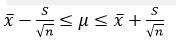 x̄ − s/√n ≤ μ ≤ x̄ + s/√n